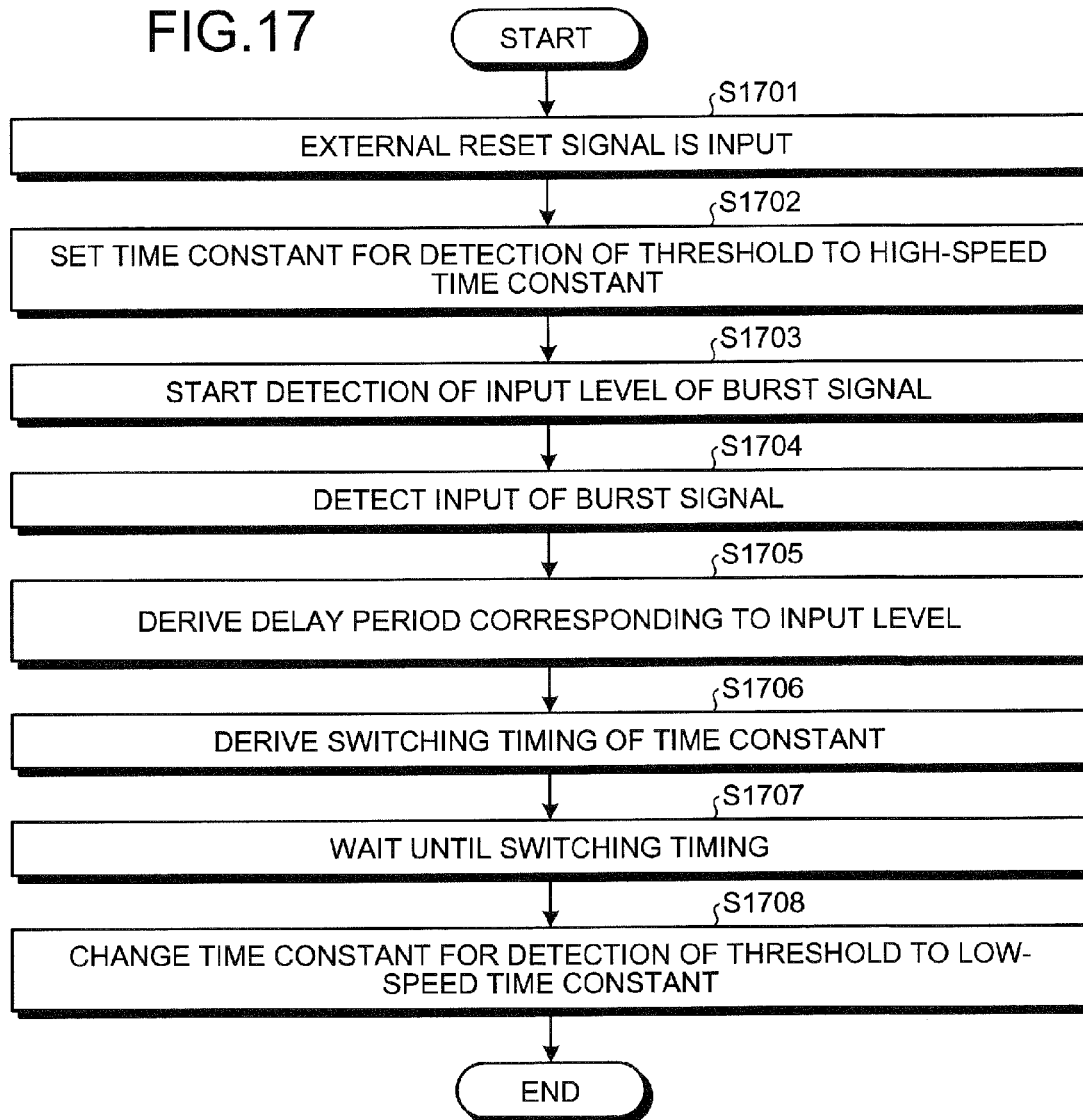 FIG.17
START
S1701
EXTERNAL RESET SIGNAL IS INPUT
S1702
SET TIME CONSTANT FOR DETECTION OF THRESHOLD TO HIGH-SPEED
TIME CONSTANT
S1703
START DETECTION OF INPUT LEVEL OF BURST SIGNAL
S1704
DETECT INPUT OF BURST SIGNAL
S1705
DERIVE DELAY PERIOD CORRESPONDING TO INPUT LEVEL
S1706
DERIVE SWITCHING TIMING OF TIME CONSTANT
S1707
WAIT UNTIL SWITCHING TIMING
S1708
CHANGE TIME CONSTANT FOR DETECTION OF THRESHOLD TO LOW-
SPEED TIME CONSTANT
END